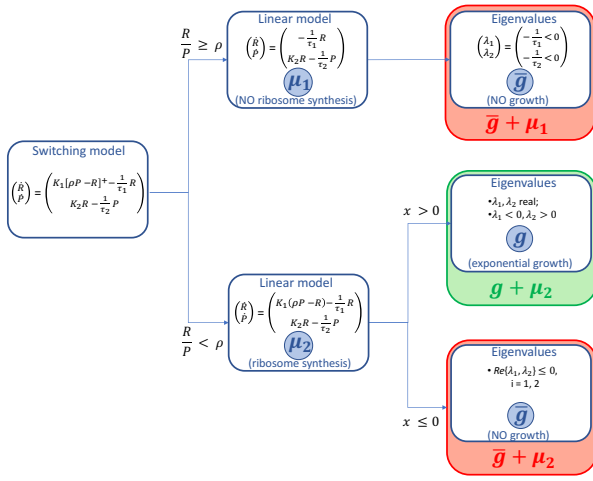 Switching model
(Ṙ Ṗ) = (K₁[ρP−R]⁺−1/τ₁ R
K₂R−1/τ₂ P)
R/P ≥ ρ
Linear model
(Ṙ Ṗ) = (−1/τ₁ R
K₂R−1/τ₂ P)
μ₁
(NO ribosome synthesis)
Eigenvalues
(λ₁ λ₂) = (−1/τ₁ < 0
−1/τ₂ < 0)
g̅
(NO growth)
g̅ + μ₁
R/P < ρ
Linear model
(Ṙ Ṗ) = (K₁(ρP−R)−1/τ₁ R
K₂R−1/τ₂ P)
μ₂
(ribosome synthesis)
x > 0
Eigenvalues
•λ₁, λ₂ real;
•λ₁ < 0, λ₂ > 0
g
(exponential growth)
g + μ₂
x ≤ 0
Eigenvalues
• Re{λ₁, λ₂} ≤ 0,
i = 1, 2
g̅
(NO growth)
g̅ + μ₂